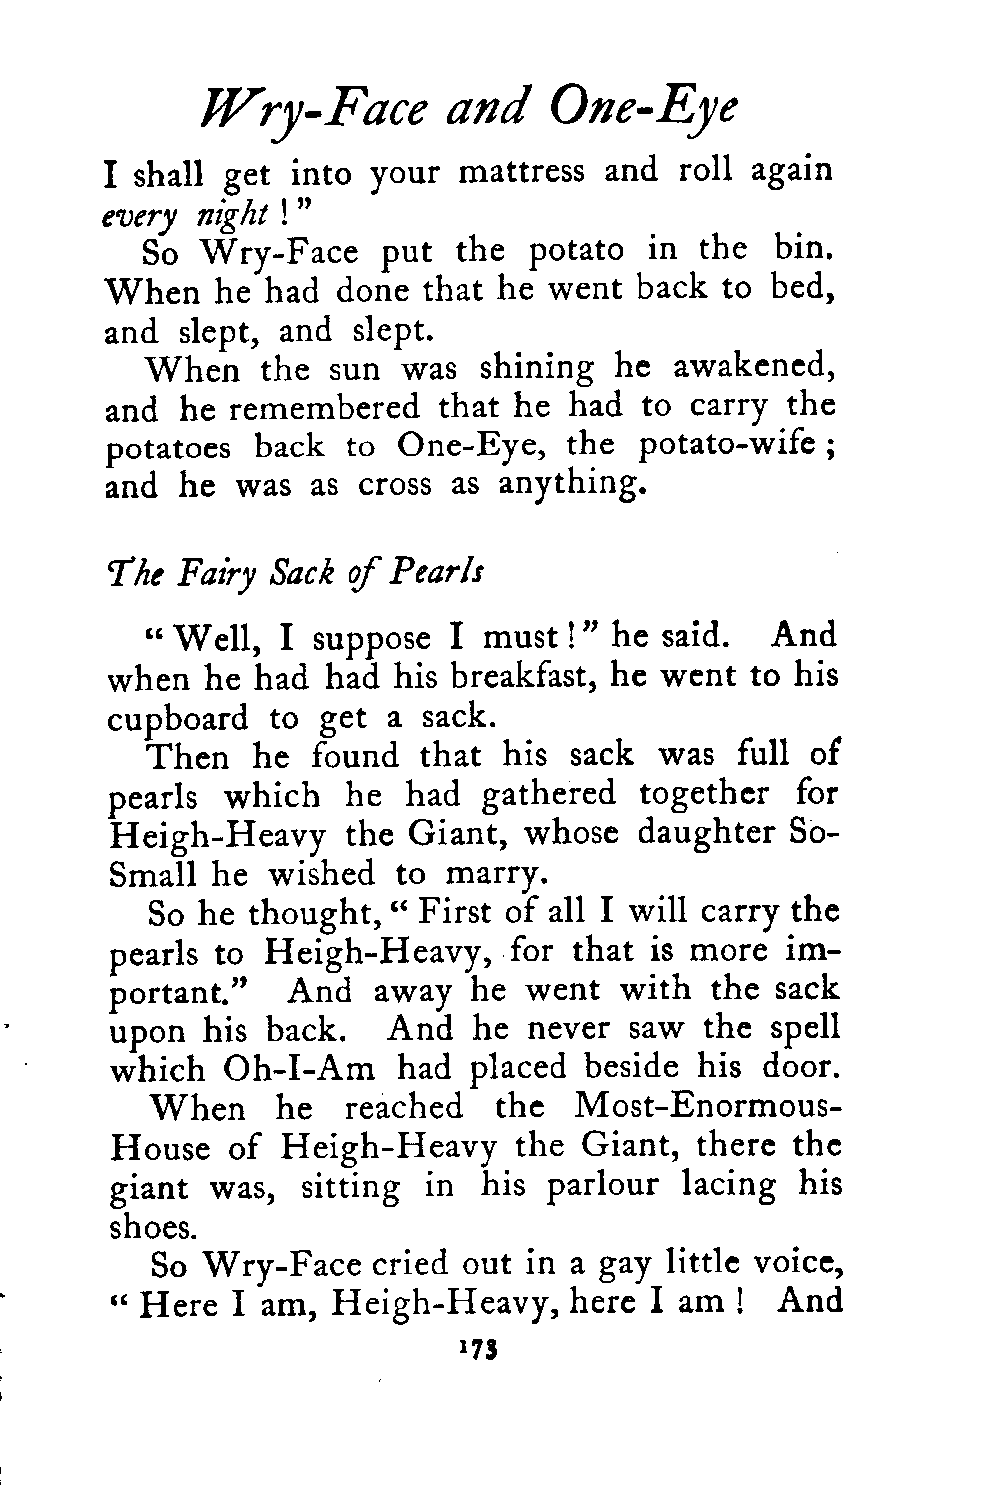 Wry-Face and One-Eye
I shall get into your mattress and roll again
every night ! "
So Wry-Face put the potato in the bin.
When he had done that he went back to bed,
and slept, and slept.
When the sun was shining he awakened,
and he remembered that he had to carry the
potatoes back to One-Eye, the potato-wife ;
and he was as cross as anything.
The Fairy Sack of Pearls
" Well, I suppose I must ! " he said. And
when he had had his breakfast, he went to his
cupboard to get a sack.
Then he found that his sack was full of
pearls which he had gathered together for
Heigh-Heavy the Giant, whose daughter So-
Small he wished to marry.
So he thought, " First of all I will carry the
pearls to Heigh-Heavy, for that is more im-
portant." And away he went with the sack
upon his back. And he never saw the spell
which Oh-I-Am had placed beside his door.
When he reached the Most-Enormous-
House of Heigh-Heavy the Giant, there the
giant was, sitting in his parlour lacing his
shoes.
So Wry-Face cried out in a gay little voice,
" Here I am, Heigh-Heavy, here I am ! And
173